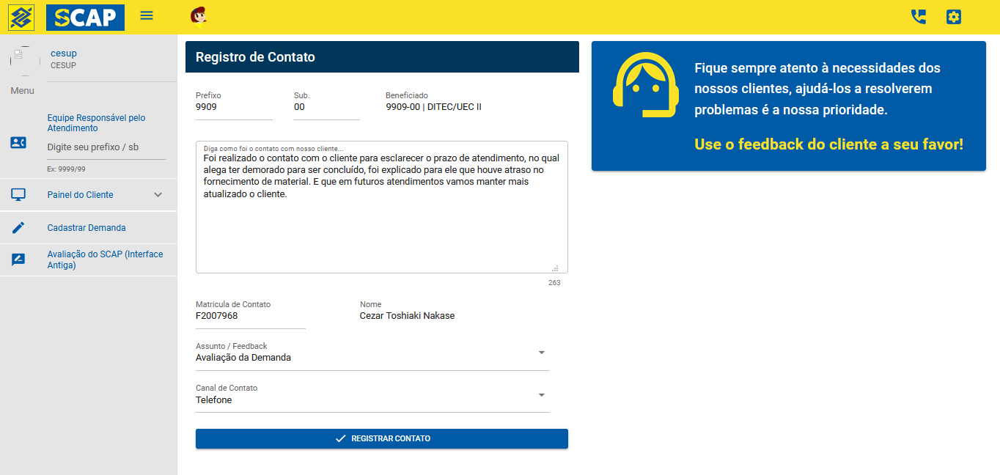 SCAP
cesup
CESUP
Menu
Equipe Responsável pelo
Atendimento
Digite seu prefixo / sb
Ex: 9999/99
Painel do Cliente
Cadastrar Demanda
Avaliação do SCAP (Interface
Antiga)
Registro de Contato
Prefixo
9909
Sub.
00
Beneficiado
9909-00 | DITEC/UEC II
Diga como foi o contato com nosso cliente...
Foi realizado o contato com o cliente para esclarecer o prazo de atendimento, no qual
alega ter demorado para ser concluído, foi explicado para ele que houve atraso no
fornecimento de material. E que em futuros atendimentos vamos manter mais
atualizado o cliente.
263
Matricula de Contato
F2007968
Nome
Cezar Toshiaki Nakase
Assunto / Feedback
Avaliação da Demanda
Canal de Contato
Telefone
REGISTRAR CONTATO
Fique sempre atento à necessidades dos
nossos clientes, ajudá-los a resolverem
problemas é a nossa prioridade.
Use o feedback do cliente a seu favor!